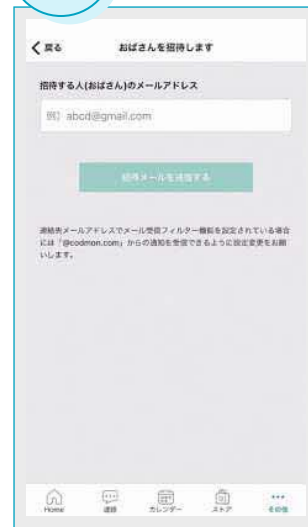 戻る
おばさんを招待します
招待する人(おばさん)のメールアドレス
例）abcd@gmail.com
招待メールを送信する
連絡先メールアドレスでメール受信フィルター機能を設定されている場合
には「@codmon.com」からの通知を受信できるように設定変更をお願
いします。
Home
連絡
カレンダー
ストア
その他